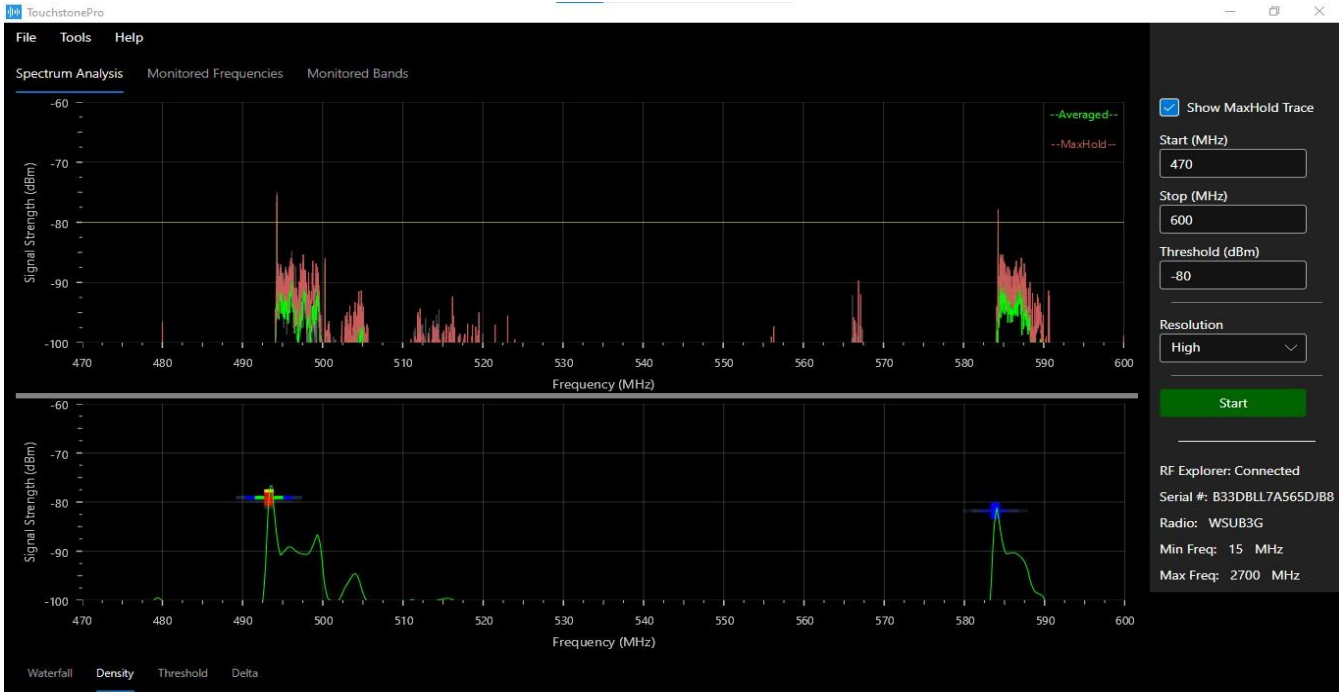 TouchstonePro
File Tools Help
Spectrum Analysis Monitored Frequencies Monitored Bands
-60
-70
-80
-90
-100
Signal Strength (dBm)
--Averaged--
--MaxHold--
470 480 490 500 510 520 530 540 550 560 570 580 590 600
Frequency (MHz)
-60
-70
-80
-90
-100
Signal Strength (dBm)
470 480 490 500 510 520 530 540 550 560 570 580 590 600
Frequency (MHz)
Waterfall Density Threshold Delta
Show MaxHold Trace
Start (MHz)
470
Stop (MHz)
600
Threshold (dBm)
-80
Resolution
High
Start
RF Explorer: Connected
Serial #: B33DBLL7A565DJB8
Radio: WSUB3G
Min Freq: 15 MHz
Max Freq: 2700 MHz